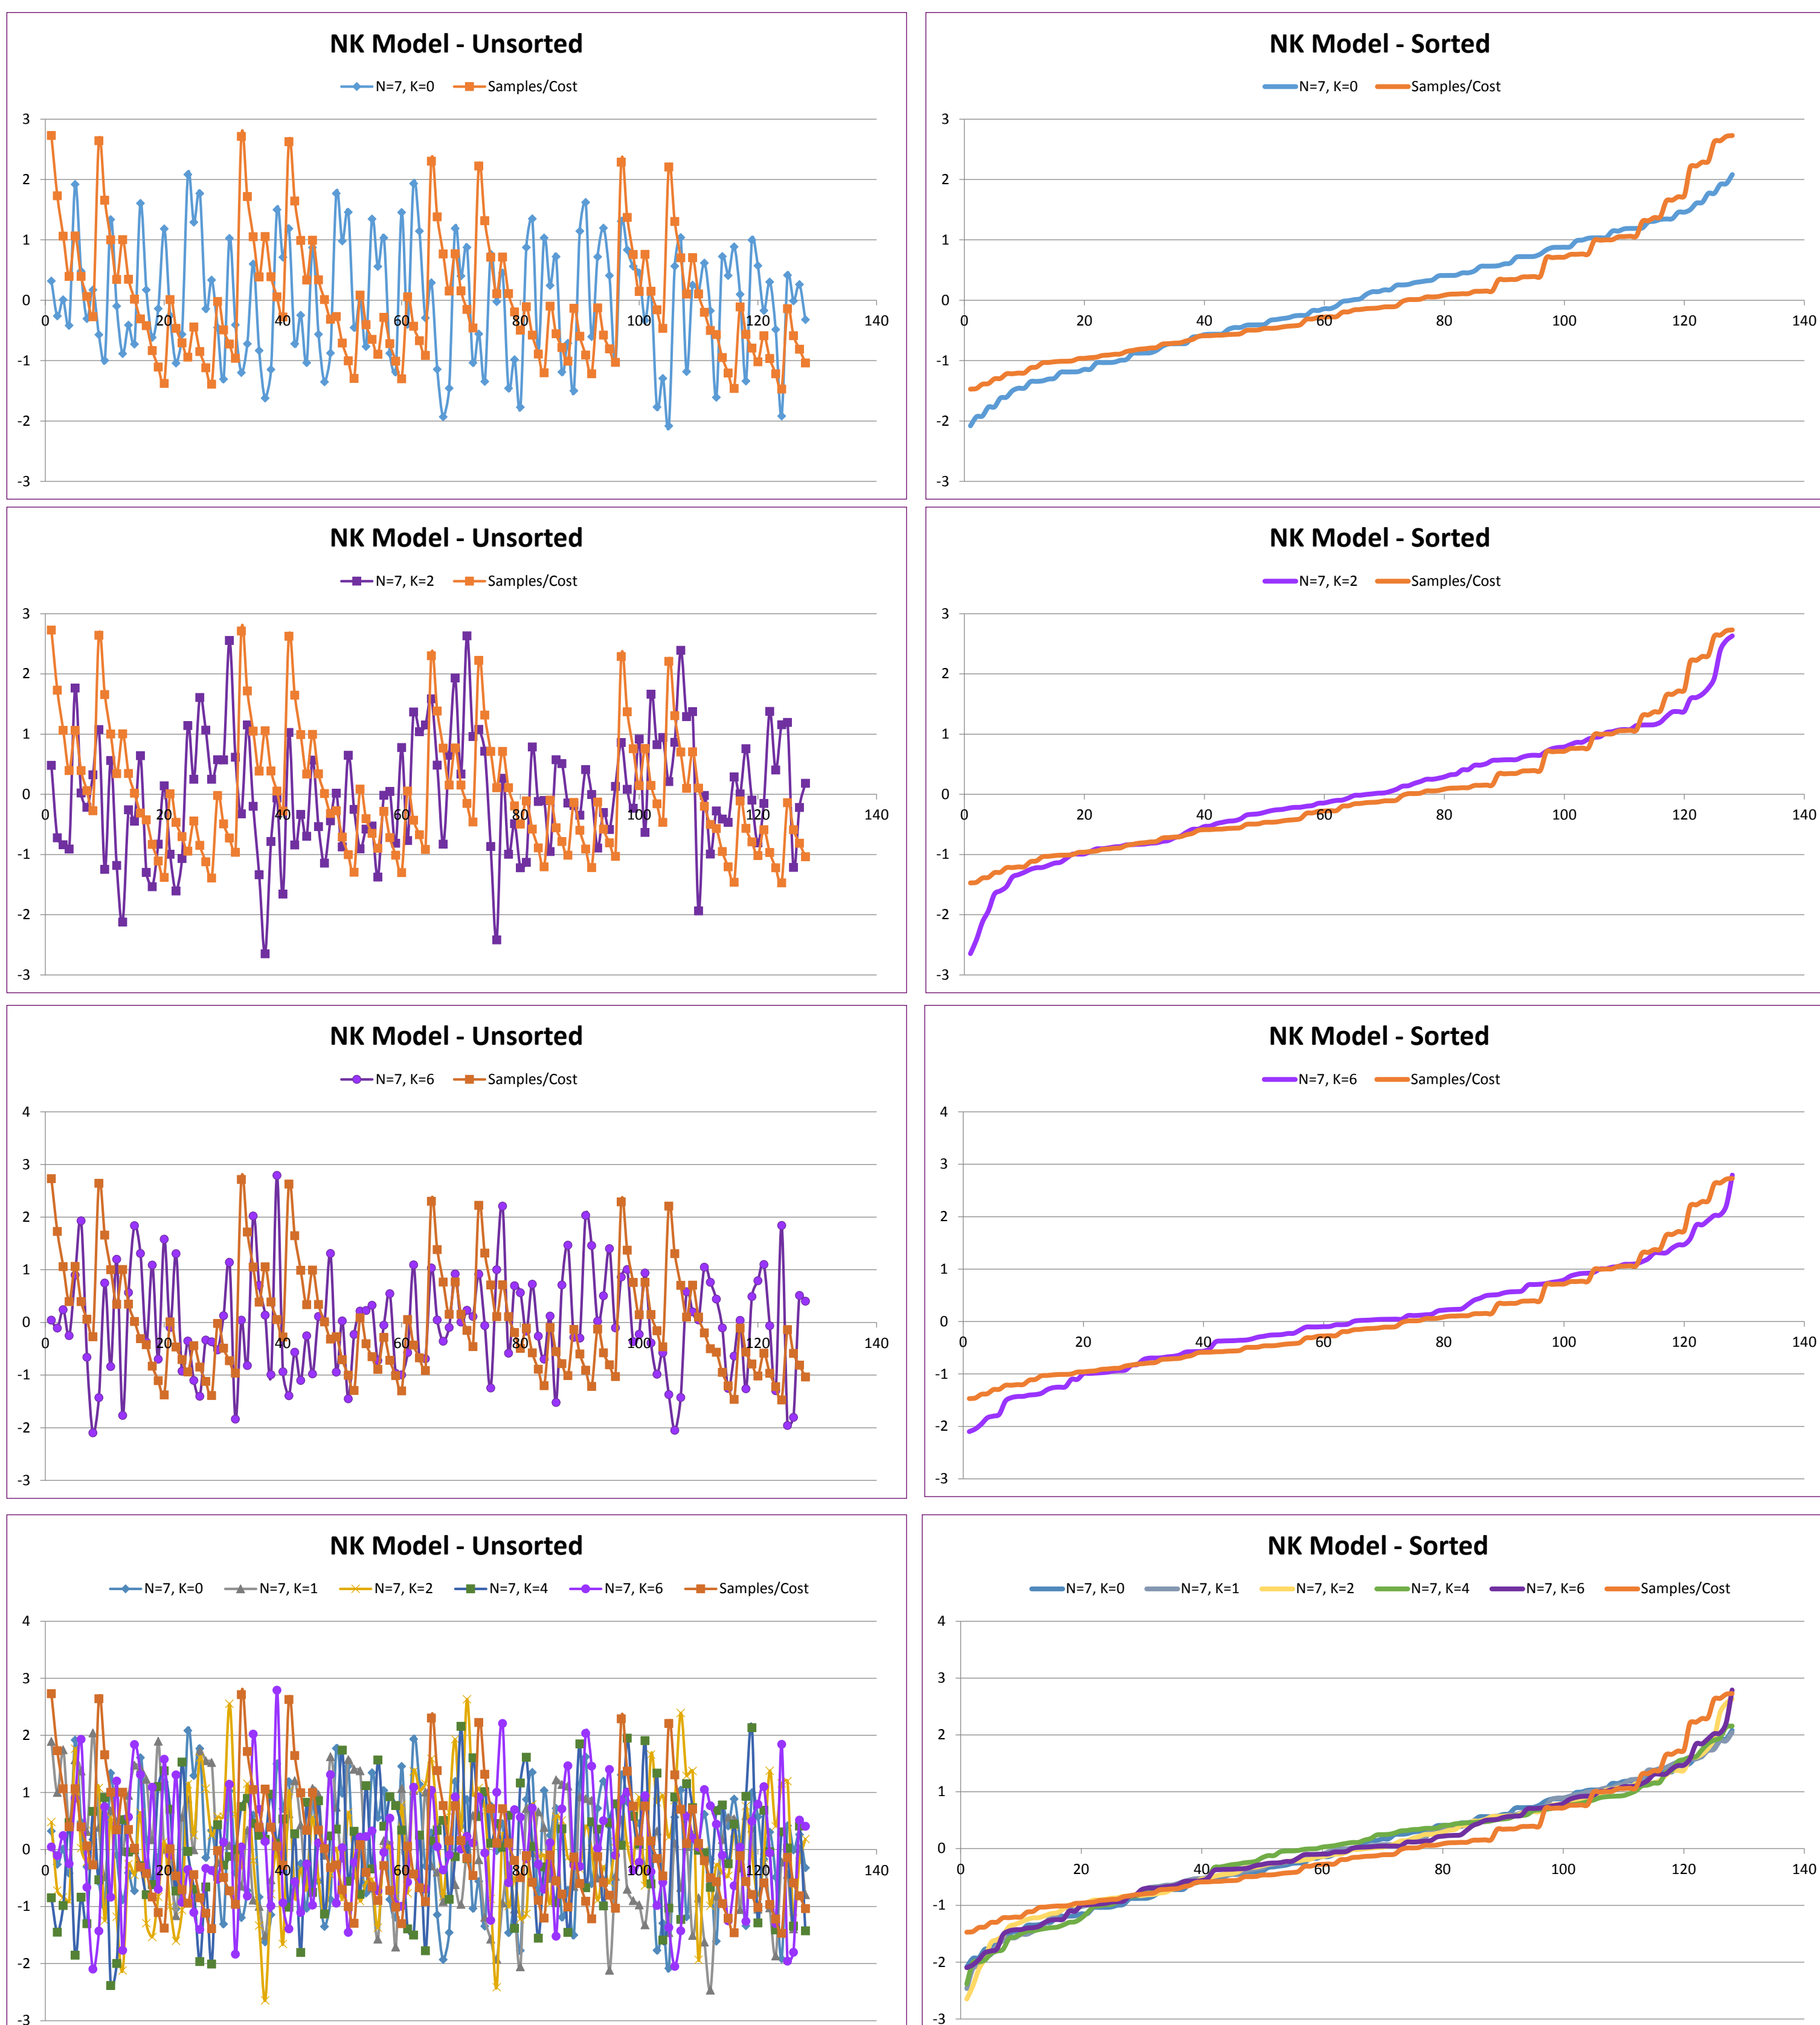 NK Model - Unsorted
N=7, K=0 Samples/Cost
3
2
1
0
-1
-2
-3
0 20 40 60 80 100 120 140
NK Model - Sorted
N=7, K=0 Samples/Cost
3
2
1
0
-1
-2
-3
0 20 40 60 80 100 120 140
NK Model - Unsorted
N=7, K=2 Samples/Cost
3
2
1
0
-1
-2
-3
0 20 40 60 80 100 120 140
NK Model - Sorted
N=7, K=2 Samples/Cost
3
2
1
0
-1
-2
-3
0 20 40 60 80 100 120 140
NK Model - Unsorted
N=7, K=6 Samples/Cost
4
3
2
1
0
-1
-2
-3
0 20 40 60 80 100 120 140
NK Model - Sorted
N=7, K=6 Samples/Cost
4
3
2
1
0
-1
-2
-3
0 20 40 60 80 100 120 140
NK Model - Unsorted
N=7, K=0 N=7, K=1 N=7, K=2 N=7, K=4 N=7, K=6 Samples/Cost
4
3
2
1
0
-1
-2
-3
0 20 40 60 80 100 120 140
NK Model - Sorted
N=7, K=0 N=7, K=1 N=7, K=2 N=7, K=4 N=7, K=6 Samples/Cost
4
3
2
1
0
-1
-2
-3
0 20 40 60 80 100 120 140